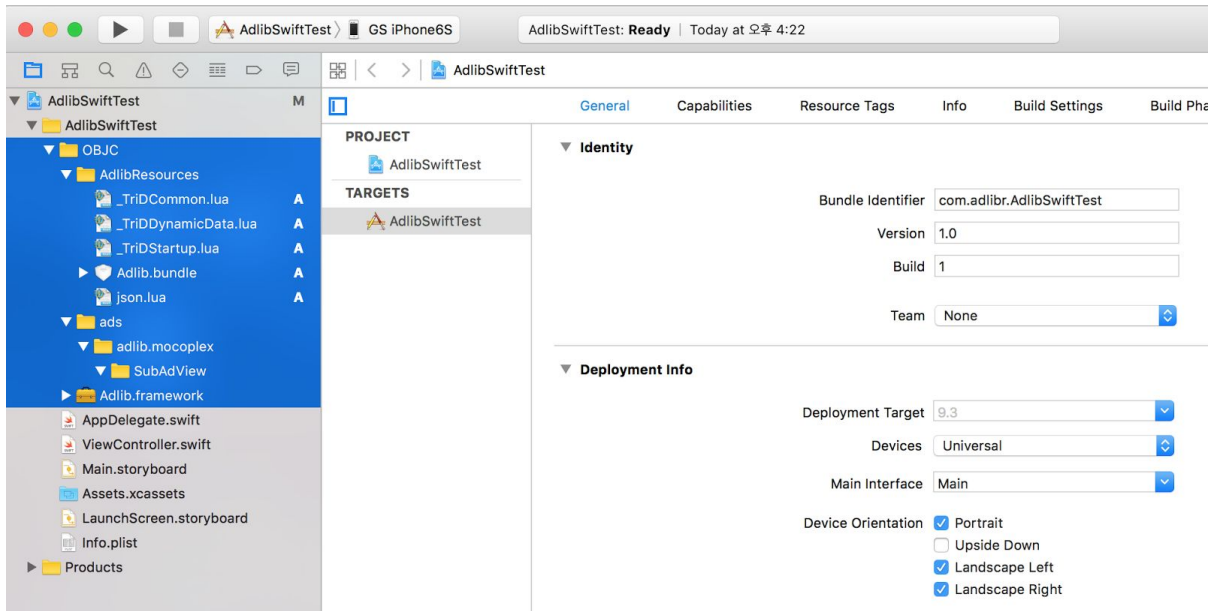 AdlibSwiftTest GS iPhone6S AdlibSwiftTest: Ready | Today at 오후 4:22
AdlibSwiftTest
AdlibSwiftTest M
AdlibSwiftTest
OBJC
AdlibResources
_TriDCommon.lua A
_TriDDynamicData.lua A
_TriDStartup.lua A
Adlib.bundle A
json.lua A
ads
adlib.mocoplex
SubAdView
Adlib.framework
AppDelegate.swift
ViewController.swift
Main.storyboard
Assets.xcassets
LaunchScreen.storyboard
Info.plist
Products
PROJECT
AdlibSwiftTest
TARGETS
AdlibSwiftTest
General Capabilities Resource Tags Info Build Settings Build Pha
Identity
Bundle Identifier com.adlibr.AdlibSwiftTest
Version 1.0
Build 1
Team None
Deployment Info
Deployment Target 9.3
Devices Universal
Main Interface Main
Device Orientation Portrait
Upside Down
Landscape Left
Landscape Right